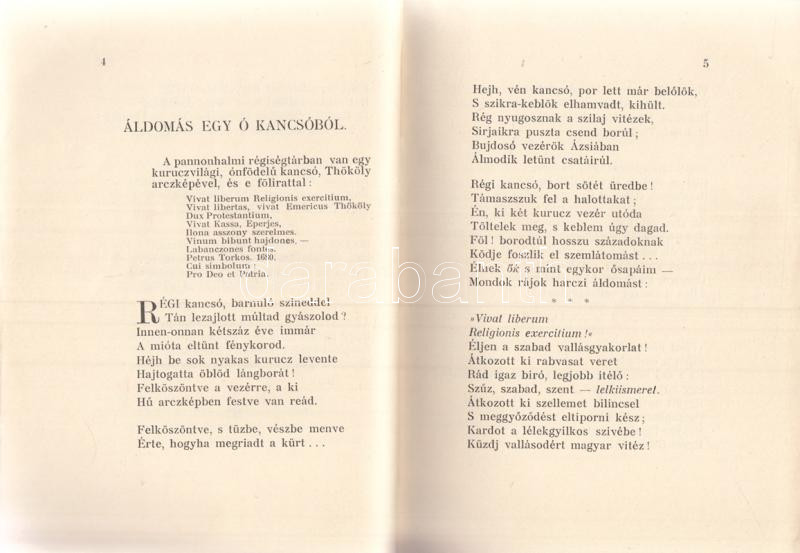 4
ÁLDOMÁS EGY Ó KANCSÓBÓL.
A pannonhalmi régiségtárban van egy
kuruczvilági, ónfödelű kancsó, Thököly
arczképével, és e fölirattal:
Vivat liberum Religionis exercitium,
Vivat libertas, vivat Emericus Thököly
Dux Protestantium,
Vivat Kassa, Eperjes,
Ilona asszony szerelmes.
Vinum bibunt hajdones, —
Labanczones fontes.
Petrus Torkos. 1680.
Cui simbolum:
Pro Deo et Patria.
RÉGI kancsó, barnuló szineddel
Tán lezajlott múltad gyászolod?
Innen-onnan kétszáz éve immár
A mióta eltünt fénykorod.
Héjh be sok nyakas kurucz levente
Hajtogatta öblöd lángborát!
Felköszöntve a vezérre, a ki
Hű arczképben festve van reád.
Felköszöntve, s tüzbe, vészbe menve
Érte, hogyha megriadt a kürt . . .
5
Hejh, vén kancsó, por lett már belőlök,
S szikra-keblök elhamvadt, kihült.
Rég nyugosznak a szilaj vitézek,
Sirjaikra puszta csend borúl;
Bujdosó vezérök Ázsiában
Álmodik letünt csatáirúl.
Régi kancsó, bort sötét üredbe!
Támaszszuk fel a halottakat;
Én, ki két kurucz vezér utóda
Töltelek meg, s keblem úgy dagad.
Föl! borodtúl hosszu századoknak
Ködje foszlik el szemlátomást . . .
Élnek ők s mint egykor ősapáim —
Mondok rájok harczi áldomást:
* * *
»Vivat liberum
Religionis exercitium!«
Éljen a szabad vallásgyakorlat!
Átkozott ki rabvasat veret
Rád igaz biró, legjobb itélő:
Szúz, szabad, szent — lelkiismeret.
Átkozott ki szellemet bilincsel
S meggyőződést eltiporni kész;
Kardot a lélekgyilkos szivébe!
Küzdj vallásodért magyar vitéz!
darabanth.com